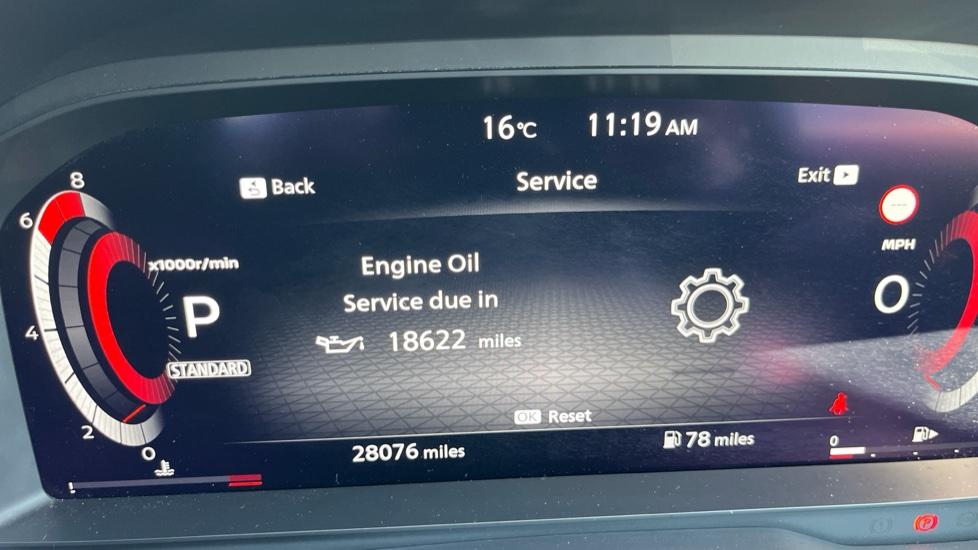 16°C 11:19 AM
Back Service Exit
8
6
4
2
0
x1000r/min
P
STANDARD
Engine Oil
Service due in
18622 miles
---
MPH
0
OK Reset
28076 miles
78 miles
0
P